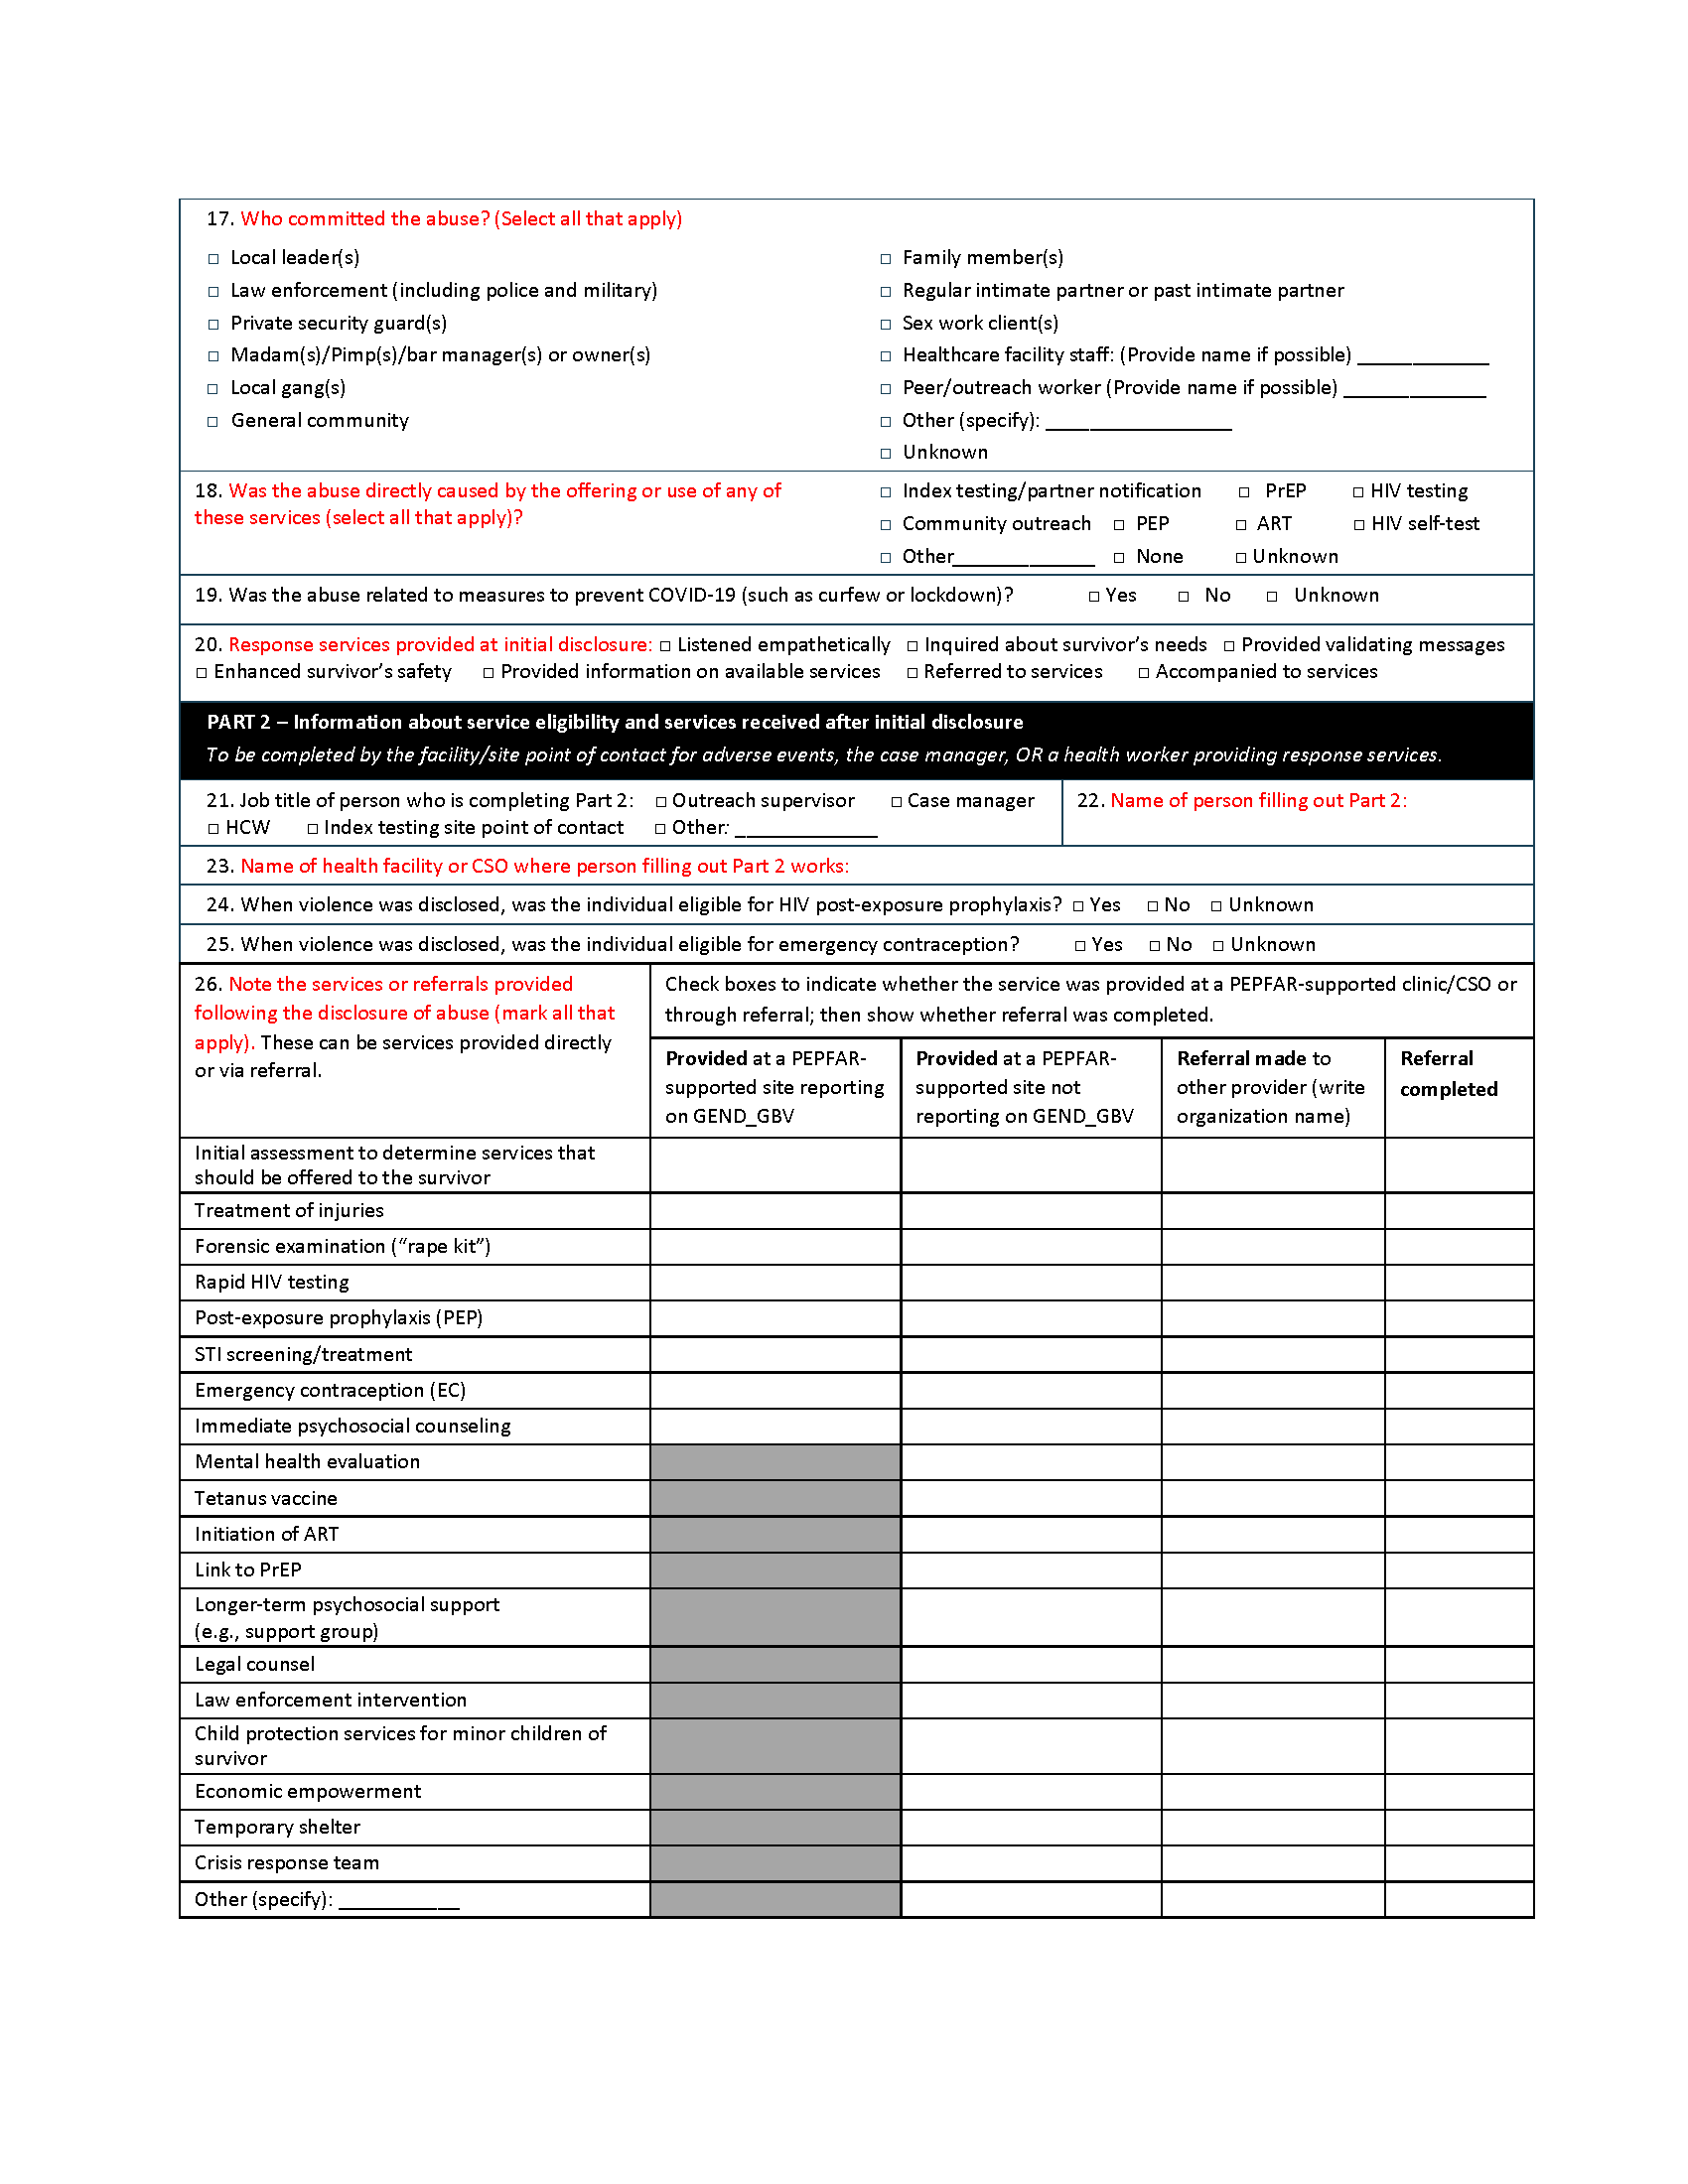 17. Who committed the abuse? (Select all that apply)
□ Local leader(s)
□ Law enforcement (including police and military)
□ Private security guard(s)
□ Madam(s)/Pimp(s)/bar manager(s) or owner(s)
□ Local gang(s)
□ General community
□ Family member(s)
□ Regular intimate partner or past intimate partner
□ Sex work client(s)
□ Healthcare facility staff: (Provide name if possible) ____________
□ Peer/outreach worker (Provide name if possible) _____________
□ Other (specify): _________________
□ Unknown
18. Was the abuse directly caused by the offering or use of any of
these services (select all that apply)?
□ Index testing/partner notification □ PrEP □ HIV testing
□ Community outreach □ PEP □ ART □ HIV self-test
□ Other_____________ □ None □ Unknown
19. Was the abuse related to measures to prevent COVID-19 (such as curfew or lockdown)? □ Yes □ No □ Unknown
20. Response services provided at initial disclosure: □ Listened empathetically □ Inquired about survivor’s needs □ Provided validating messages
□ Enhanced survivor’s safety □ Provided information on available services □ Referred to services □ Accompanied to services
PART 2 – Information about service eligibility and services received after initial disclosure
To be completed by the facility/site point of contact for adverse events, the case manager, OR a health worker providing response services.
21. Job title of person who is completing Part 2: □ Outreach supervisor □ Case manager
□ HCW □ Index testing site point of contact □ Other: _____________
22. Name of person filling out Part 2:
23. Name of health facility or CSO where person filling out Part 2 works:
24. When violence was disclosed, was the individual eligible for HIV post-exposure prophylaxis? □ Yes □ No □ Unknown
25. When violence was disclosed, was the individual eligible for emergency contraception? □ Yes □ No □ Unknown
26. Note the services or referrals provided
following the disclosure of abuse (mark all that
apply). These can be services provided directly
or via referral.
Check boxes to indicate whether the service was provided at a PEPFAR-supported clinic/CSO or
through referral; then show whether referral was completed.
Provided at a PEPFAR-
supported site reporting
on GEND_GBV
Provided at a PEPFAR-
supported site not
reporting on GEND_GBV
Referral made to
other provider (write
organization name)
Referral
completed
Initial assessment to determine services that
should be offered to the survivor
Treatment of injuries
Forensic examination (“rape kit”)
Rapid HIV testing
Post-exposure prophylaxis (PEP)
STI screening/treatment
Emergency contraception (EC)
Immediate psychosocial counseling
Mental health evaluation
Tetanus vaccine
Initiation of ART
Link to PrEP
Longer-term psychosocial support
(e.g., support group)
Legal counsel
Law enforcement intervention
Child protection services for minor children of
survivor
Economic empowerment
Temporary shelter
Crisis response team
Other (specify): ___________